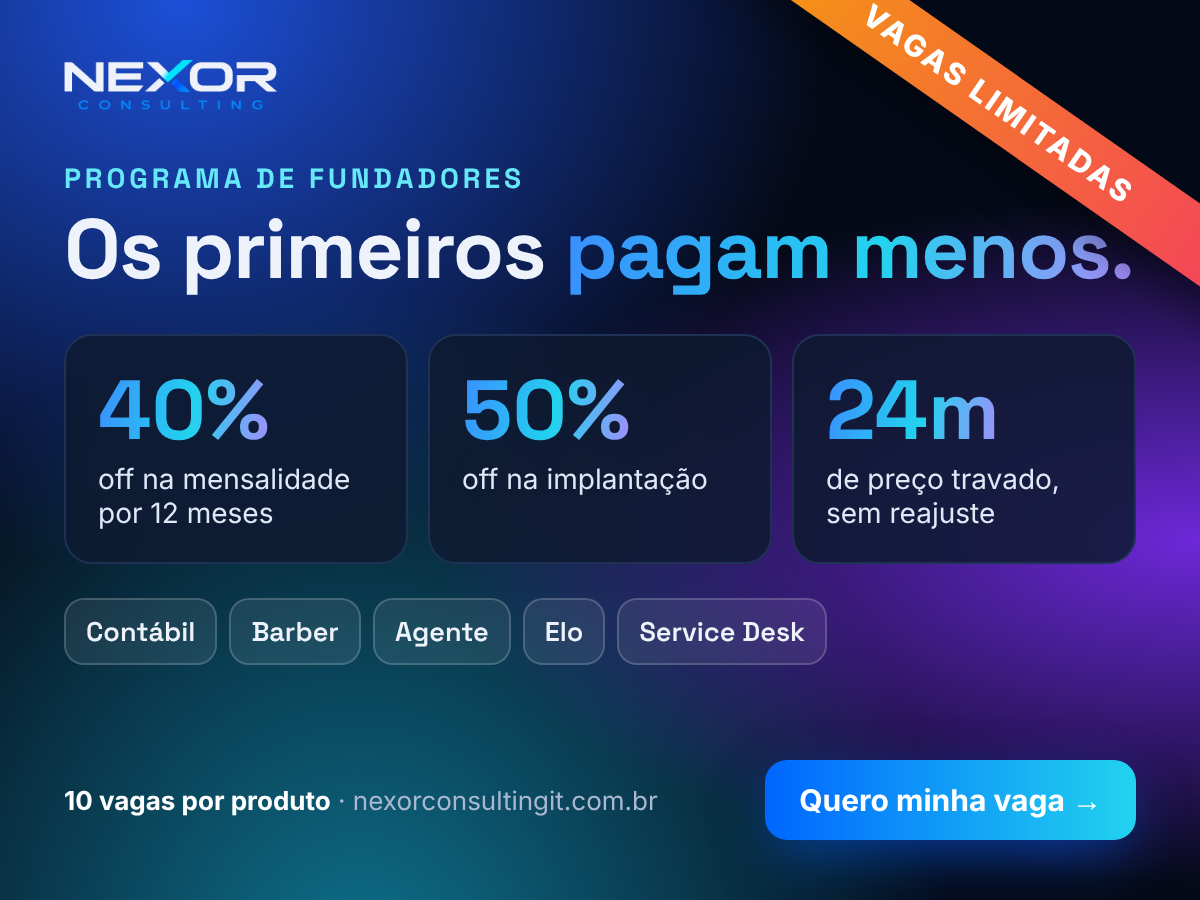 NEXOR
CONSULTING
VAGAS LIMITADAS
PROGRAMA DE FUNDADORES
Os primeiros pagam menos.
40%
off na mensalidade
por 12 meses
50%
off na implantação
24m
de preço travado,
sem reajuste
Contábil
Barber
Agente
Elo
Service Desk
10 vagas por produto · nexorconsultingit.com.br
Quero minha vaga →